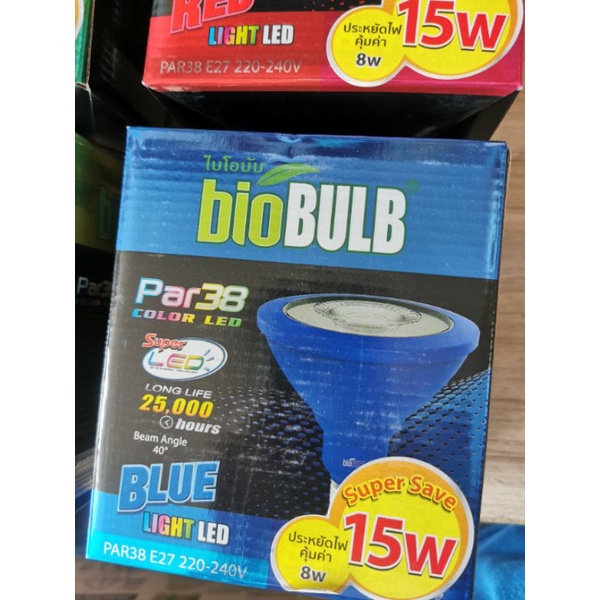 RED
LIGHT LED
PAR38 E27 220-240V
ประหยัดไฟ
คุ้มค่า
8w
15w
ไบโอบับ
bioBULB®
Par38
COLOR LED
Super
LED
LONG LIFE
25,000
hours
Beam Angle
40°
BLUE
LIGHT LED
PAR38 E27 220-240V
Super Save
15w
ประหยัดไฟ
คุ้มค่า
8w